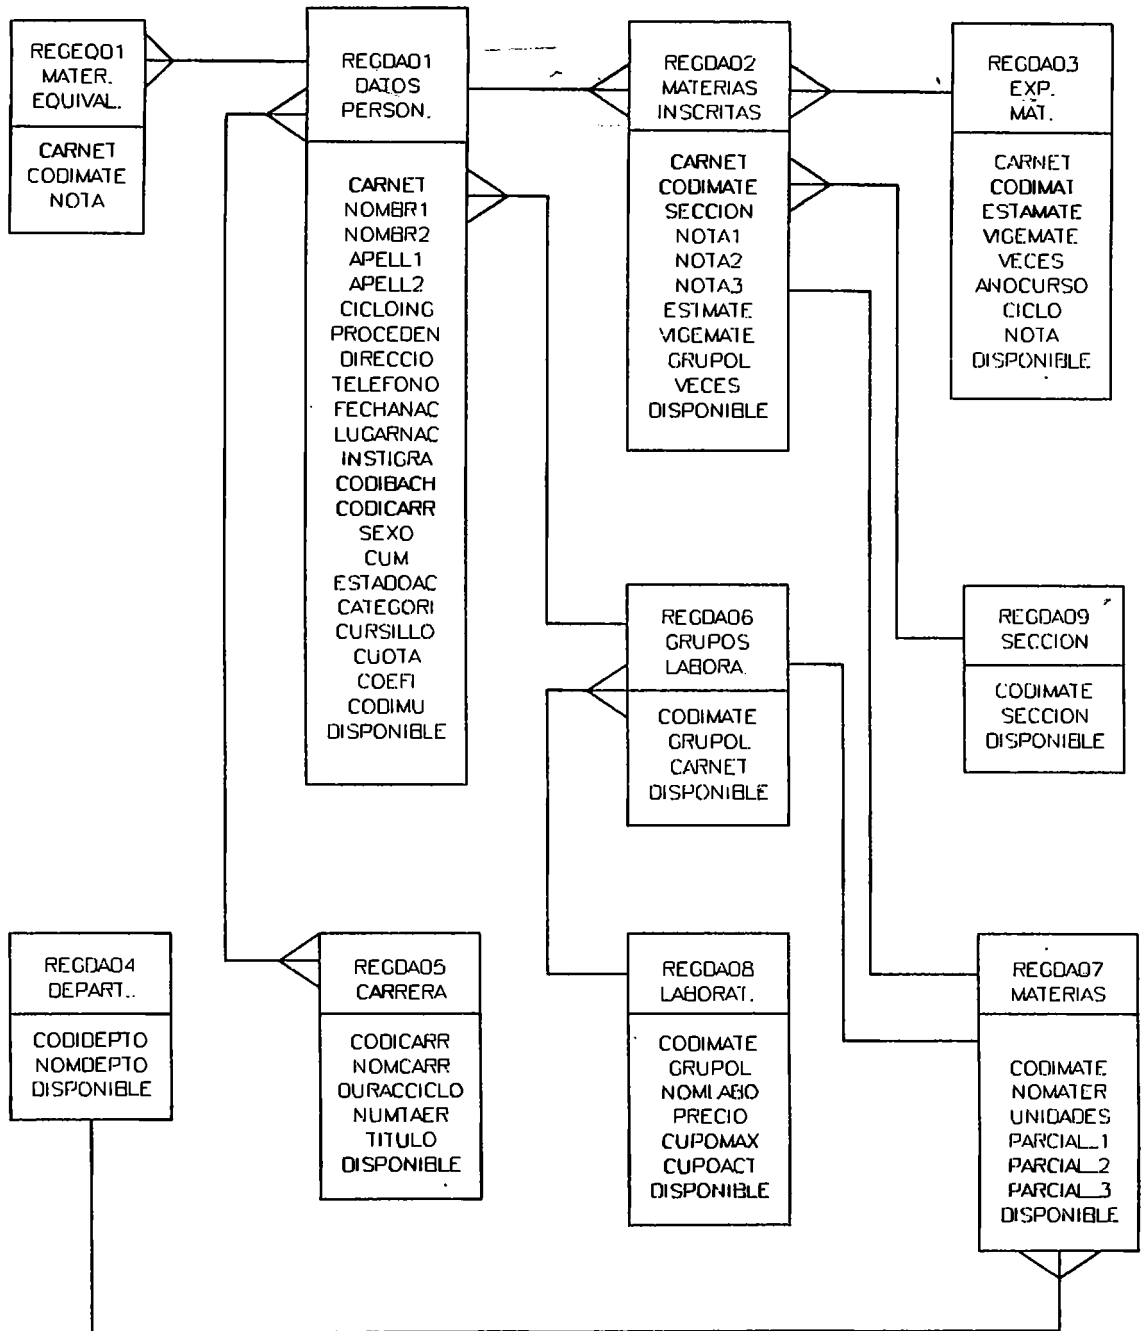 REGEQ01
MATER.
EQUIVAL.
CARNET
CODIMATE
NOTA
REGDA01
DATOS
PERSON.
CARNET
NOMBR1
NOMBR2
APELL1
APELL2
CICLOING
PROCEDEN
DIRECCIO
TELEFONO
FECHANAC
LUGARNAC
INSTIGRA
CODIBACH
CODICARR
SEXO
CUM
ESTADOAC
CATEGORI
CURSILLO
CUOTA
COEFI
CODIMU
DISPONIBLE
REGDA02
MATERIAS
INSCRITAS
CARNET
CODIMATE
SECCION
NOTA1
NOTA2
NOTA3
ESTMATE
VIGEMATE
GRUPOL
VECES
DISPONIBLE
REGDA03
EXP.
MAT.
CARNET
CODIMAT
ESTAMATE
VIGEMATE
VECES
ANOCURSO
CICLO
NOTA
DISPONIBLE
REGDA06
GRUPOS
LABORA.
CODIMATE
GRUPOL
CARNET
DISPONIBLE
REGDA09
SECCION
CODIMATE
SECCION
DISPONIBLE
REGDA04
DEPART..
CODIDEPTO
NOMDEPTO
DISPONIBLE
REGDA05
CARRERA
CODICARR
NOMCARR
DURACCICLO
NUMTAER
TITULO
DISPONIBLE
REGDA08
LABORAT.
CODIMATE
GRUPOL
NOMLABO
PRECIO
CUPOMAX
CUPOACT
DISPONIBLE
REGDA07
MATERIAS
CODIMATE
NOMATER
UNIDADES
PARCIAL_1
PARCIAL_2
PARCIAL_3
DISPONIBLE